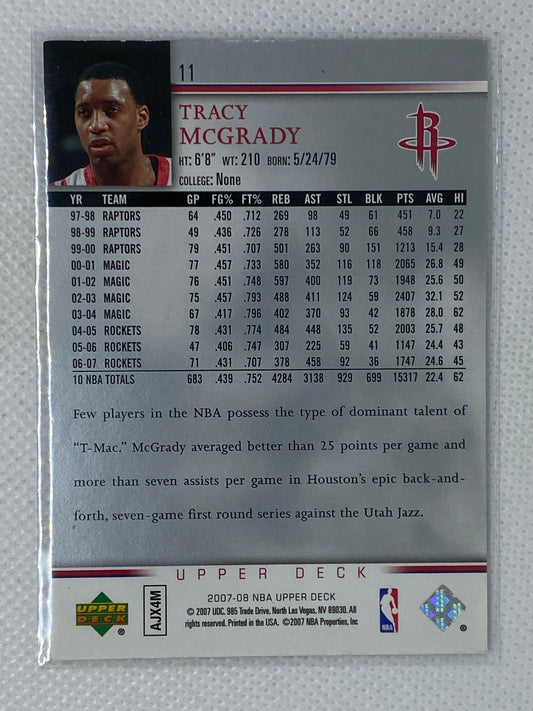 11
TRACY
MCGRADY
HT: 6'8" WT: 210 BORN: 5/24/79
COLLEGE: None
YR TEAM GP FG% FT% REB AST STL BLK PTS AVG HI
97-98 RAPTORS 64 .450 .712 269 98 49 61 451 7.0 22
98-99 RAPTORS 49 .436 .726 278 113 52 66 458 9.3 27
99-00 RAPTORS 79 .451 .707 501 263 90 151 1213 15.4 28
00-01 MAGIC 77 .457 .733 580 352 116 118 2065 26.8 49
01-02 MAGIC 76 .451 .748 597 400 119 73 1948 25.6 50
02-03 MAGIC 75 .457 .793 488 411 124 59 2407 32.1 52
03-04 MAGIC 67 .417 .796 402 370 93 42 1878 28.0 62
04-05 ROCKETS 78 .431 .774 484 448 135 52 2003 25.7 48
05-06 ROCKETS 47 .406 .747 307 225 59 41 1147 24.4 43
06-07 ROCKETS 71 .431 .707 378 458 92 36 1747 24.6 45
10 NBA TOTALS 683 .439 .752 4284 3138 929 699 15317 22.4 62
Few players in the NBA possess the type of dominant talent of
"T-Mac." McGrady averaged better than 25 points per game and
more than seven assists per game in Houston's epic back-and-
forth, seven-game first round series against the Utah Jazz.
UPPER DECK
2007-08 NBA UPPER DECK
© 2007 UDC. 985 Trade Drive, North Las Vegas, NV 89030. All
rights reserved. Printed in the USA. ©2007 NBA Properties, Inc
UPPER
DECK ®
AJX4M
NBA
®